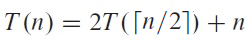 T(n) = 2T(⌈n/2⌉) + n